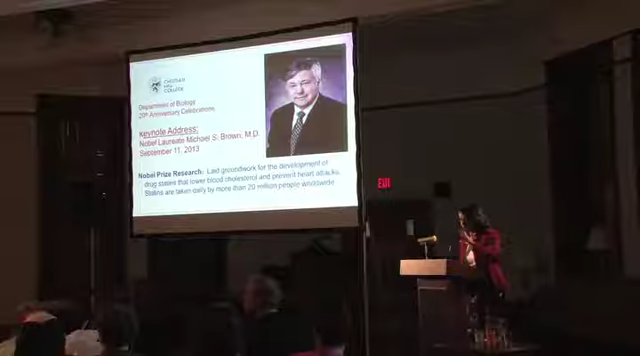 CHESTNUT
HILL
COLLEGE
Department of Biology
20th Anniversary Celebrations
Keynote Address:
Nobel Laureate Michael S. Brown, M.D.
September 11, 2013
Nobel Prize Research: Laid groundwork for the development of
drug statins that lower blood cholesterol and prevent heart attacks.
Statins are taken daily by more than 20 million people worldwide
EXIT